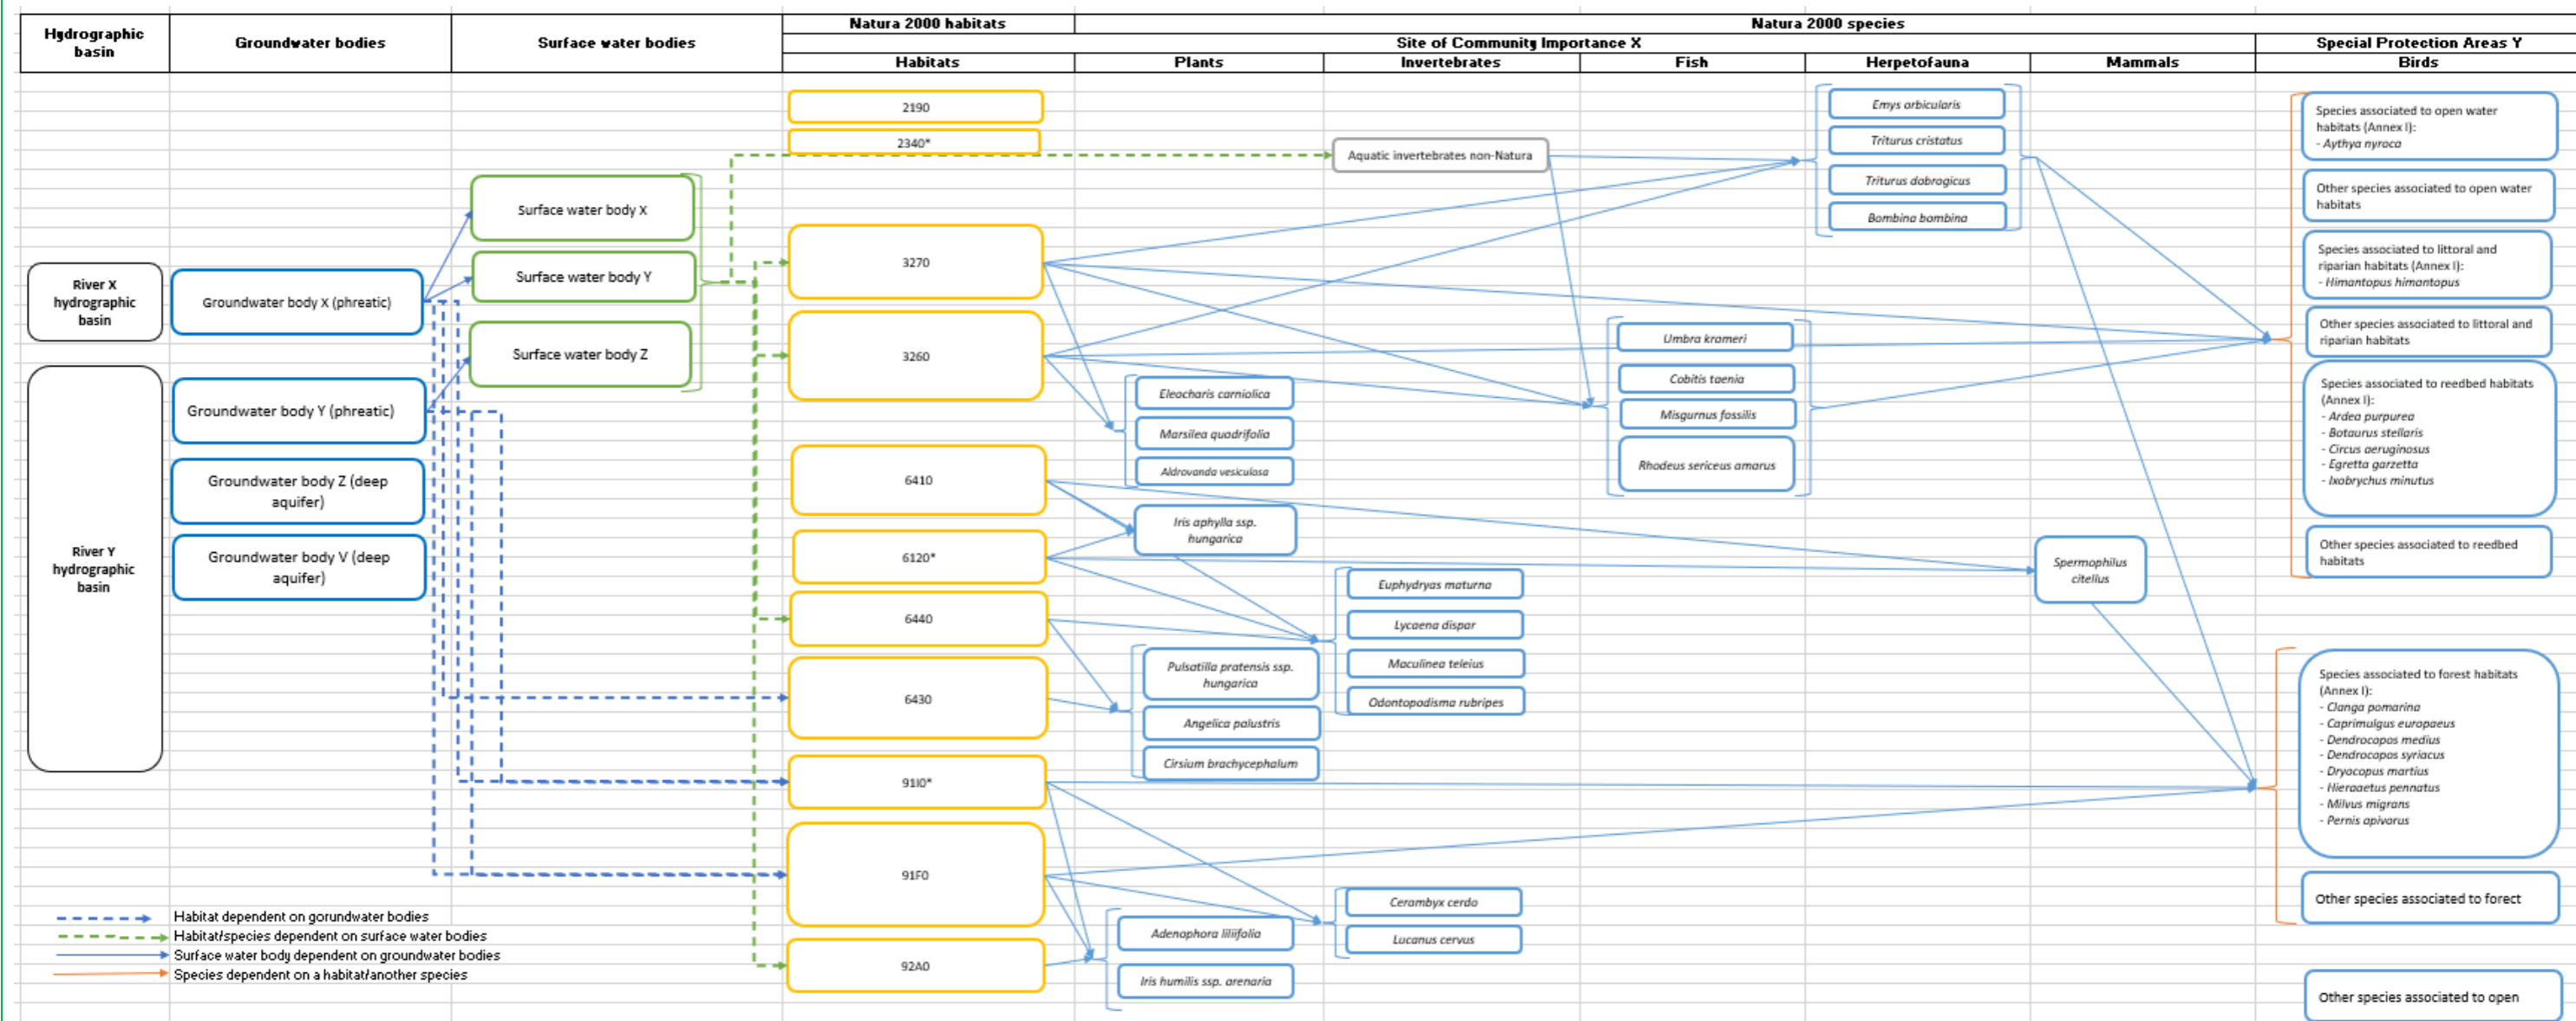 Hydrographic
basin
Groundwater bodies
Surface water bodies
Natura 2000 habitats
Natura 2000 species
Site of Community Importance X
Special Protection Areas Y
Habitats
Plants
Invertebrates
Fish
Herpetofauna
Mammals
Birds
River X
hydrographic
basin
River Y
hydrographic
basin
Groundwater body X (phreatic)
Groundwater body Y (phreatic)
Groundwater body Z (deep
aquifer)
Groundwater body V (deep
aquifer)
Surface water body X
Surface water body Y
Surface water body Z
2190
2340*
3270
3260
6410
6120*
6440
6430
91I0*
91F0
92A0
Eleocharis carniolica
Marsilea quadrifolia
Aldrovanda vesiculosa
Iris aphylla ssp.
hungarica
Pulsatilla pratensis ssp.
hungarica
Angelica palustris
Cirsium brachycephalum
Adenophora liliifolia
Iris humilis ssp. arenaria
Aquatic invertebrates non-Natura
Euphydryas maturna
Lycaena dispar
Maculinea teleius
Odontopodisma rubripes
Cerambyx cerdo
Lucanus cervus
Umbra krameri
Cobitis taenia
Misgurnus fossilis
Rhodeus sericeus amarus
Emys orbicularis
Triturus cristatus
Triturus dobrogicus
Bombina bombina
Spermophilus
citellus
Species associated to open water
habitats (Annex I):
- Aythya nyroca
Other species associated to open water
habitats
Species associated to littoral and
riparian habitats (Annex I):
- Himantopus himantopus
Other species associated to littoral and
riparian habitats
Species associated to reedbed habitats
(Annex I):
- Ardea purpurea
- Botaurus stellaris
- Circus aeruginosus
- Egretta garzetta
- Ixobrychus minutus
Other species associated to reedbed
habitats
Species associated to forest habitats
(Annex I):
- Clanga pomarina
- Caprimulgus europaeus
- Dendrocopos medius
- Dendrocopos syriacus
- Dryocopus martius
- Hieraaetus pennatus
- Milvus migrans
- Pernis apivorus
Other species associated to forest
Other species associated to open
Habitat dependent on gorundwater bodies
Habitat/species dependent on surface water bodies
Surface water body dependent on groundwater bodies
Species dependent on a habitat/another species